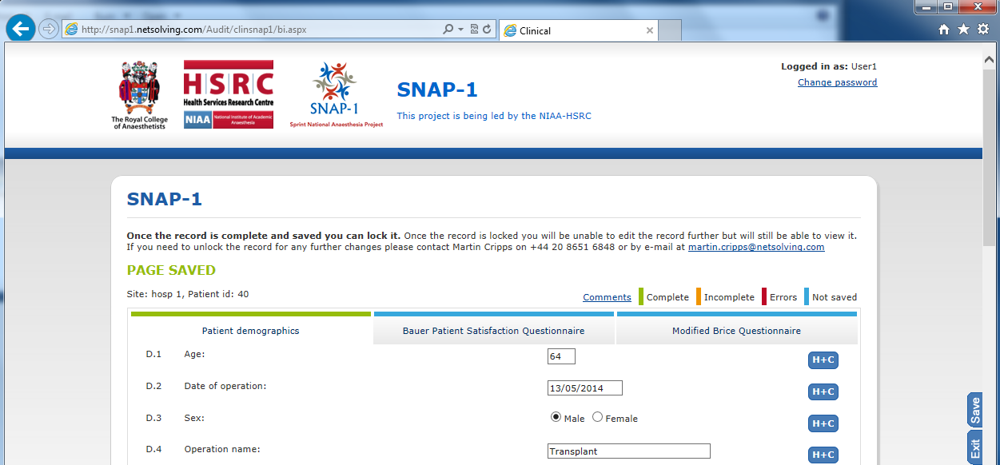 http://snap1.netsolving.com/Audit/clinsnap1/bi.aspx
Clinical
The Royal College
of Anaesthetists
HSRC
Health Services Research Centre
NIAA
National Institute of Academic
Anaesthesia
SNAP-1
Sprint National Anaesthesia Project
SNAP-1
This project is being led by the NIAA-HSRC
Logged in as: User1
Change password
SNAP-1
Once the record is complete and saved you can lock it. Once the record is locked you will be unable to edit the record further but will still be able to view it.
If you need to unlock the record for any further changes please contact Martin Cripps on +44 20 8651 6848 or by e-mail at martin.cripps@netsolving.com
PAGE SAVED
Site: hosp 1, Patient id: 40
Comments Complete Incomplete Errors Not saved
Patient demographics Bauer Patient Satisfaction Questionnaire Modified Brice Questionnaire
D.1 Age: 64 H+C
D.2 Date of operation: 13/05/2014 H+C
D.3 Sex: Male Female H+C
D.4 Operation name: Transplant H+C
Save
Exit